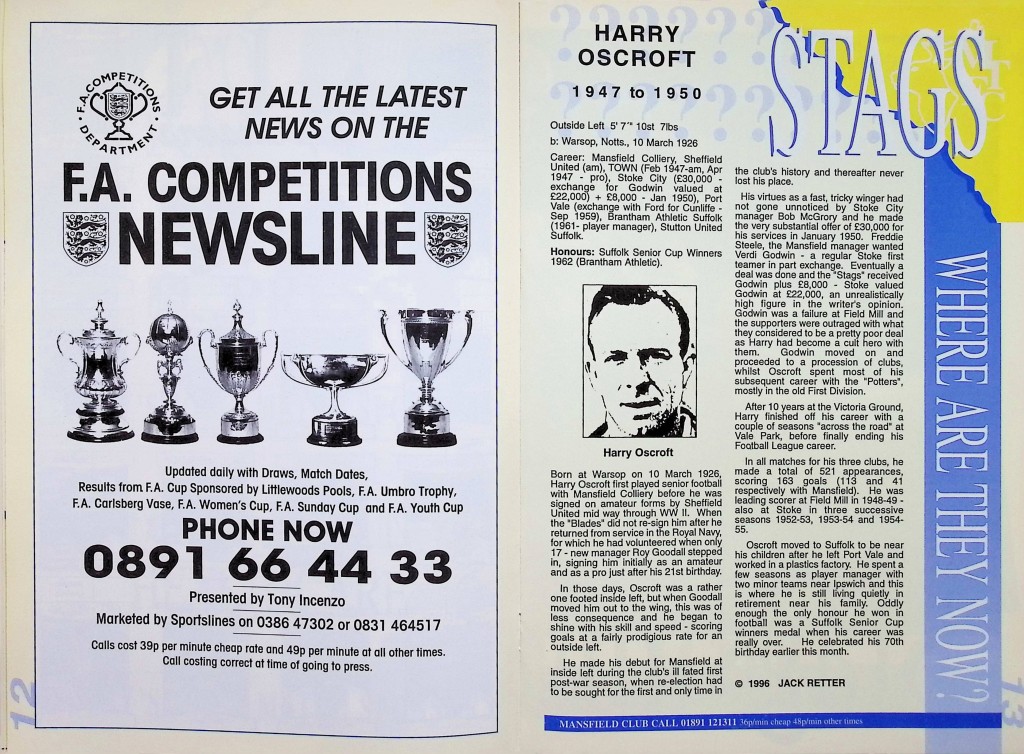 F.A. COMPETITIONS
DEPARTMENT
GET ALL THE LATEST
NEWS ON THE
F.A. COMPETITIONS
NEWSLINE
Updated daily with Draws, Match Dates,
Results from F.A. Cup Sponsored by Littlewoods Pools, F.A. Umbro Trophy,
F.A. Carlsberg Vase, F.A. Women's Cup, F.A. Sunday Cup and F.A. Youth Cup
PHONE NOW
0891 66 44 33
Presented by Tony Incenzo
Marketed by Sportslines on 0386 47302 or 0831 464517
Calls cost 39p per minute cheap rate and 49p per minute at all other times.
Call costing correct at time of going to press.
12
HARRY
OSCROFT
1947 to 1950
Outside Left 5' 7" 10st 7lbs
b: Warsop, Notts., 10 March 1926
Career: Mansfield Colliery, Sheffield
United (am), TOWN (Feb 1947-am, Apr
1947 - pro), Stoke City (£30,000 -
exchange for Godwin valued at
£22,000) + £8,000 - Jan 1950), Port
Vale (exchange with Ford for Cunliffe -
Sep 1959), Brantham Athletic Suffolk
(1961- player manager), Stutton United
Suffolk.
Honours: Suffolk Senior Cup Winners
1962 (Brantham Athletic).
Harry Oscroft
Born at Warsop on 10 March 1926,
Harry Oscroft first played senior football
with Mansfield Colliery before he was
signed on amateur forms by Sheffield
United mid way through WW II. When
the "Blades" did not re-sign him after he
returned from service in the Royal Navy,
for which he had volunteered when only
17 - new manager Roy Goodall stepped
in, signing him initially as an amateur
and as a pro just after his 21st birthday.
In those days, Oscroft was a rather
one footed inside left, but when Goodall
moved him out to the wing, this was of
less consequence and he began to
shine with his skill and speed - scoring
goals at a fairly prodigious rate for an
outside left.
He made his debut for Mansfield at
inside left during the club's ill fated first
post-war season, when re-election had
to be sought for the first and only time in
STAGS
the club's history and thereafter never
lost his place.
His virtues as a fast, tricky winger had
not gone unnoticed by Stoke City
manager Bob McGrory and he made
the very substantial offer of £30,000 for
his services in January 1950. Freddie
Steele, the Mansfield manager wanted
Verdi Godwin - a regular Stoke first
teamer in part exchange. Eventually a
deal was done and the "Stags" received
Godwin plus £8,000 - Stoke valued
Godwin at £22,000, an unrealistically
high figure in the writer's opinion.
Godwin was a failure at Field Mill and
the supporters were outraged with what
they considered to be a pretty poor deal
as Harry had become a cult hero with
them. Godwin moved on and
proceeded to a procession of clubs,
whilst Oscroft spent most of his
subsequent career with the "Potters",
mostly in the old First Division.
After 10 years at the Victoria Ground,
Harry finished off his career with a
couple of seasons "across the road" at
Vale Park, before finally ending his
Football League career.
In all matches for his three clubs, he
made a total of 521 appearances,
scoring 163 goals (113 and 41
respectively with Mansfield). He was
leading scorer at Field Mill in 1948-49 -
also at Stoke in three successive
seasons 1952-53, 1953-54 and 1954-
55.
Oscroft moved to Suffolk to be near
his children after he left Port Vale and
worked in a plastics factory. He spent a
few seasons as player manager with
two minor teams near Ipswich and this
is where he is still living quietly in
retirement near his family. Oddly
enough the only honour he won in
football was a Suffolk Senior Cup
winners medal when his career was
really over. He celebrated his 70th
birthday earlier this month.
© 1996 JACK RETTER
WHERE ARE THEY NOW?
MANSFIELD CLUB CALL 01891 121311 36p/min cheap 48p/min other times
13